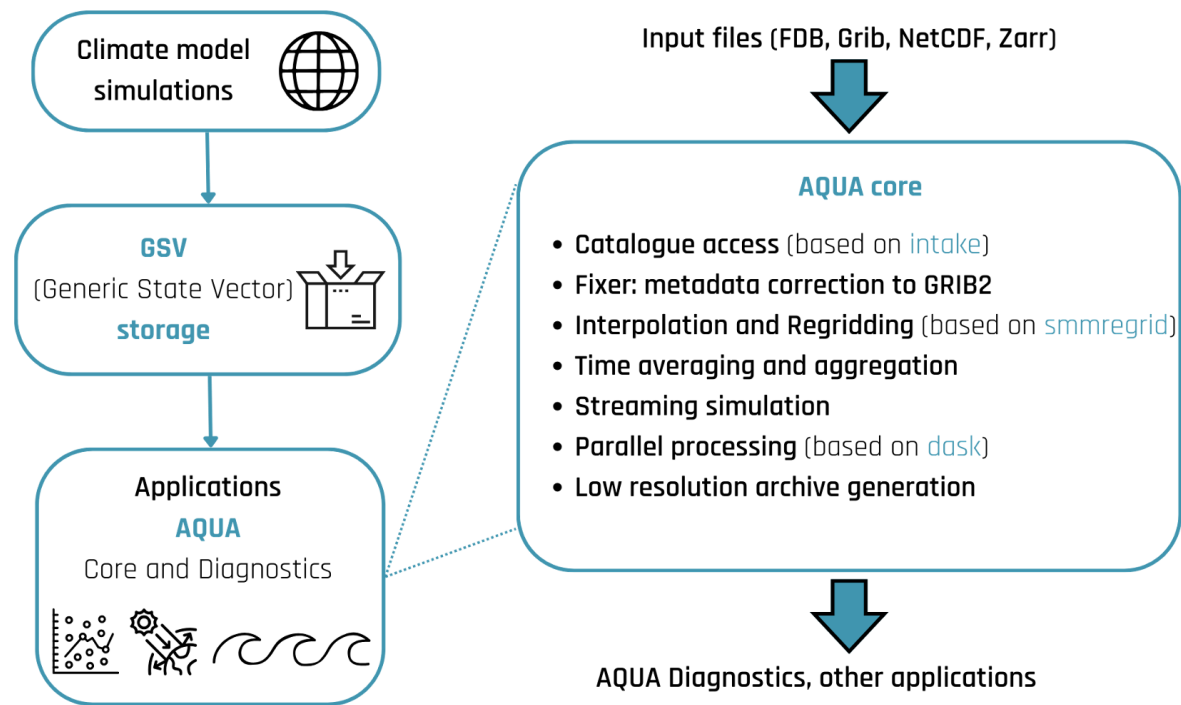 Climate model
simulations
GSV
(Generic State Vector)
storage
Applications
AQUA
Core and Diagnostics
Input files (FDB, Grib, NetCDF, Zarr)
AQUA core
• Catalogue access (based on intake)
• Fixer: metadata correction to GRIB2
• Interpolation and Regridding (based on smmregrid)
• Time averaging and aggregation
• Streaming simulation
• Parallel processing (based on dask)
• Low resolution archive generation
AQUA Diagnostics, other applications